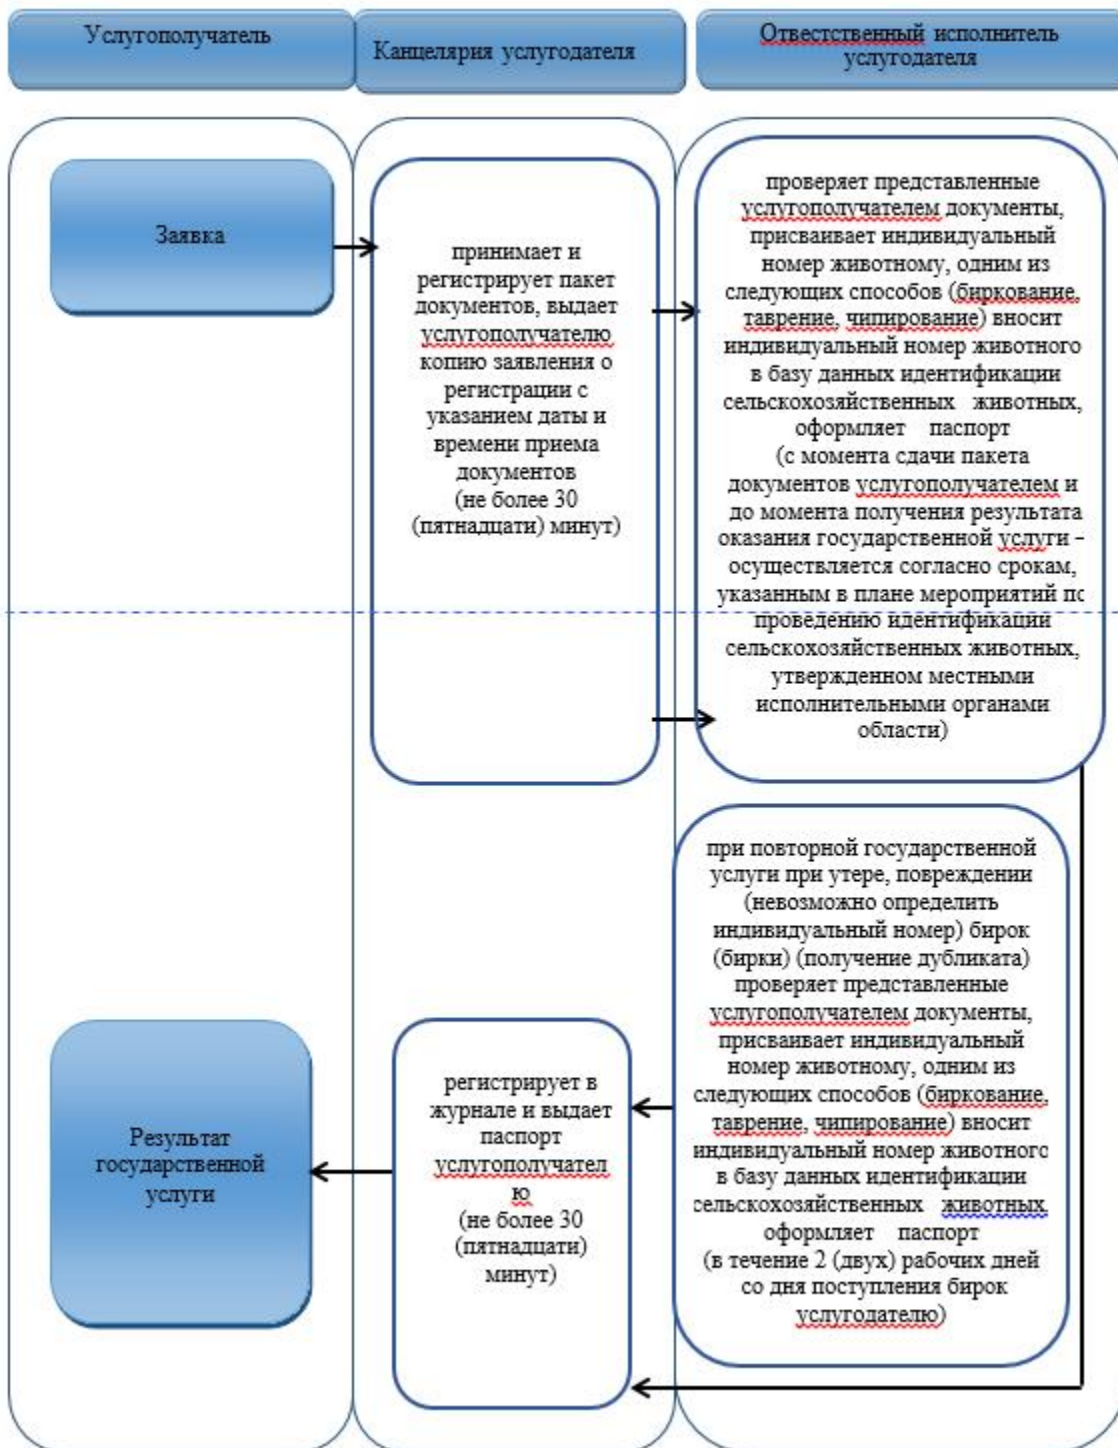 Услугополучатель
Канцелярия услугодателя
Отвестственный исполнитель
услугодателя
Заявка
принимает и
регистрирует пакет
документов, выдает
услугополучателю
копию заявления о
регистрации с
указанием даты и
времени приема
документов
(не более 30
(пятнадцати) минут)
проверяет представленные
услугополучателем документы,
присваивает индивидуальный
номер животному, одним из
следующих способов (биркование,
таврение, чипирование) вносит
индивидуальный номер животного
в базу данных идентификации
сельскохозяйственных животных,
оформляет паспорт
(с момента сдачи пакета
документов услугополучателем и
до момента получения результата
оказания государственной услуги –
осуществляется согласно срокам,
указанным в плане мероприятий по
проведению идентификации
сельскохозяйственных животных,
утвержденном местными
исполнительными органами
области)
при повторной государственной
услуги при утере, повреждении
(невозможно определить
индивидуальный номер) бирок
(бирки) (получение дубликата)
проверяет представленные
услугополучателем документы,
присваивает индивидуальный
номер животному, одним из
следующих способов (биркование,
таврение, чипирование) вносит
индивидуальный номер животного
в базу данных идентификации
сельскохозяйственных животных,
оформляет паспорт
(в течение 2 (двух) рабочих дней
со дня поступления бирок
услугодателю)
регистрирует в
журнале и выдает
паспорт
услугополучател
ю
(не более 30
(пятнадцати)
минут)
Результат
государственной
услуги